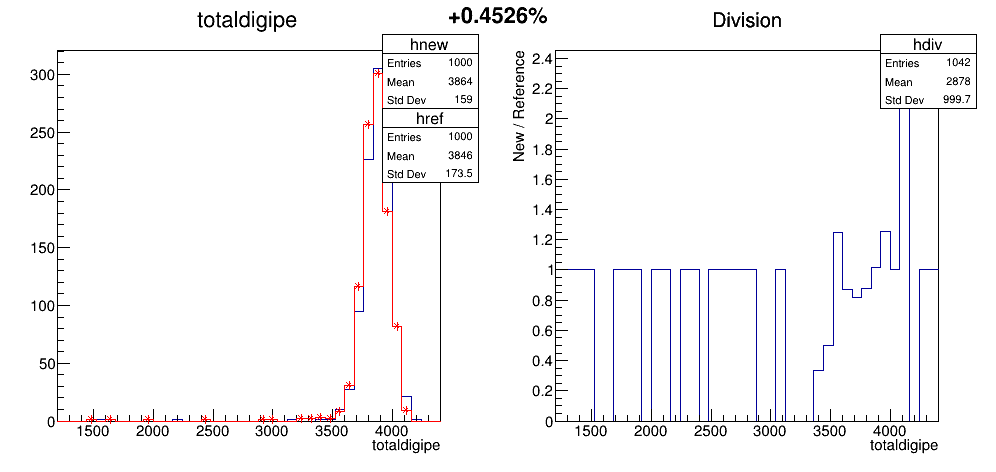 totaldigipe
+0.4526%
Division
hnew
Entries 1000
Mean 3864
Std Dev 159
href
Entries 1000
Mean 3846
Std Dev 173.5
300
250
200
150
100
50
0
1500 2000 2500 3000 3500 4000
totaldigipe
hdiv
Entries 1042
Mean 2878
Std Dev 999.7
New / Reference
2.4
2.2
2
1.8
1.6
1.4
1.2
1
0.8
0.6
0.4
0.2
0
1500 2000 2500 3000 3500 4000
totaldigipe